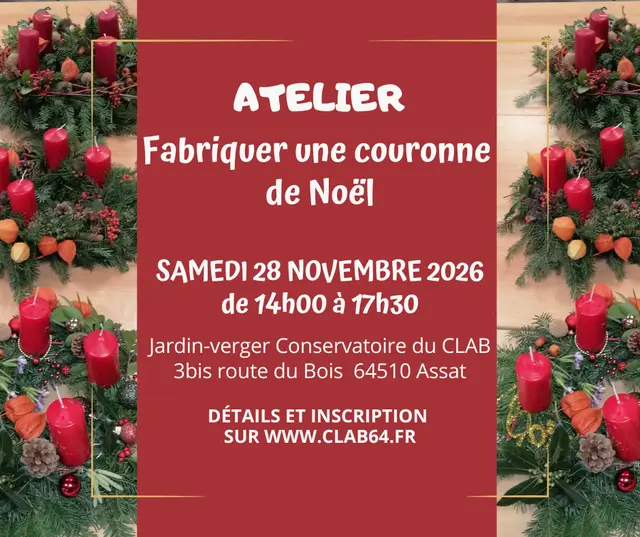 ATELIER
Fabriquer une couronne
de Noël
SAMEDI 28 NOVEMBRE 2026
de 14h00 à 17h30
Jardin-verger Conservatoire du CLAB
3bis route du Bois 64510 Assat
DÉTAILS ET INSCRIPTION
SUR WWW.CLAB64.FR